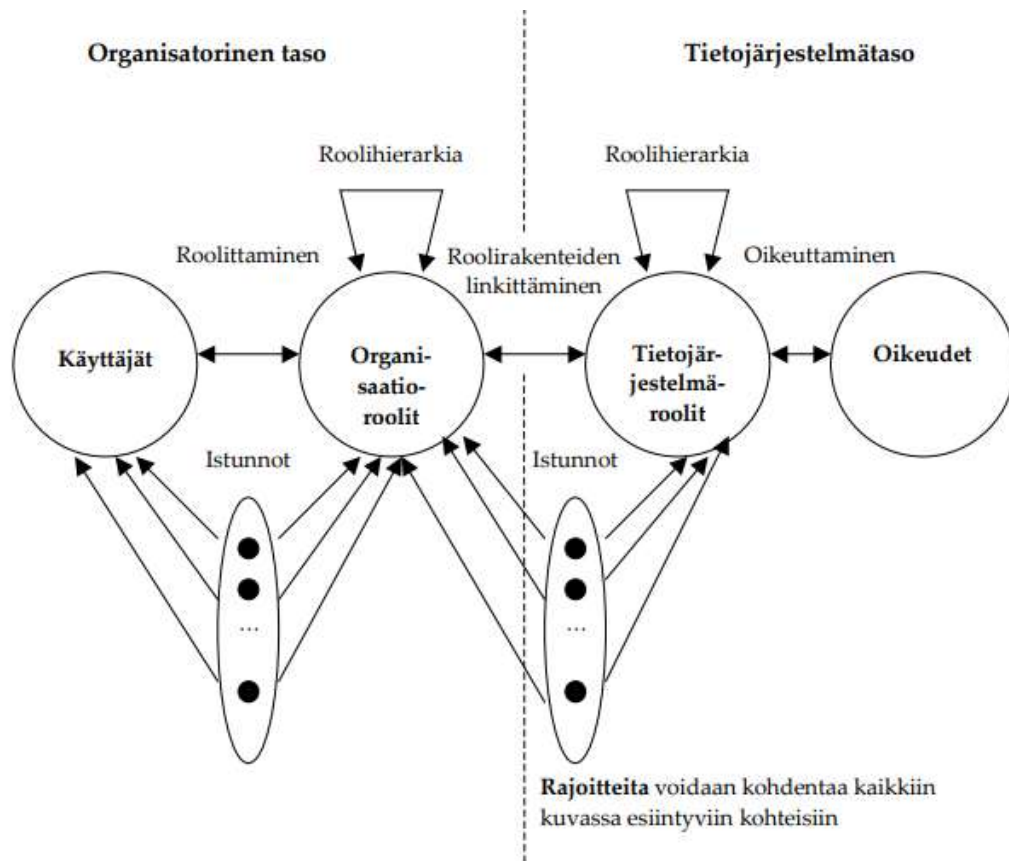 Organisatorinen taso
Tietojärjestelmätaso
Roolihierarkia
Roolihierarkia
Roolittaminen
Roolirakenteiden
linkittäminen
Oikeuttaminen
Käyttäjät
Organi-
saatio-
roolit
Tietojär-
jestelmä-
roolit
Oikeudet
Istunnot
Istunnot
...
...
Rajoitteita voidaan kohdentaa kaikkiin
kuvassa esiintyviin kohteisiin